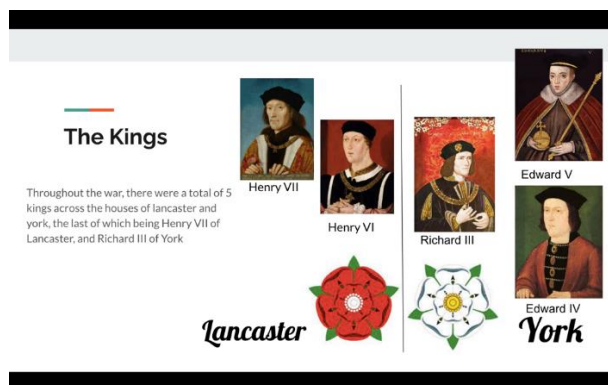 The Kings
Throughout the war, there were a total of 5
kings across the houses of lancaster and
york, the last of which being Henry VII of
Lancaster, and Richard III of York
Henry VII
Henry VI
Richard III
Edward V
Edward IV
Lancaster
York